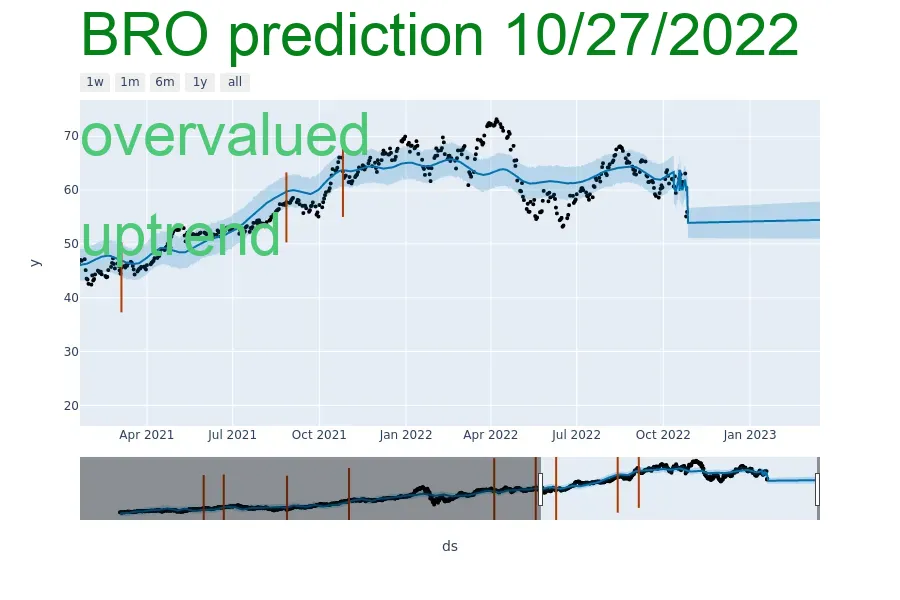 BRO prediction 10/27/2022
1w 1m 6m 1y all
overvalued
uptrend
70
60
50
40
30
20
y
Apr 2021 Jul 2021 Oct 2021 Jan 2022 Apr 2022 Jul 2022 Oct 2022 Jan 2023
ds